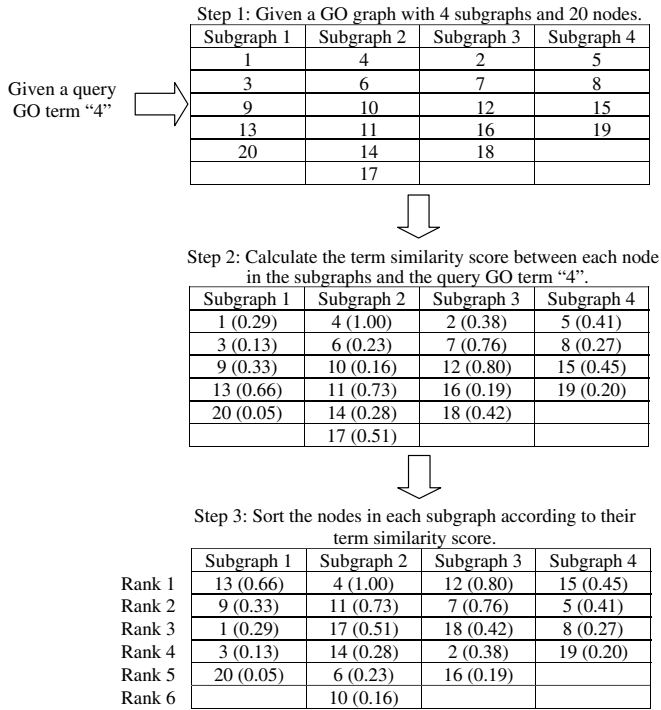 Step 1: Given a GO graph with 4 subgraphs and 20 nodes.
Subgraph 1 Subgraph 2 Subgraph 3 Subgraph 4
1 4 2 5
Given a query
GO term “4”
3 6 7 8
9 10 12 15
13 11 16 19
20 14 18
17
Step 2: Calculate the term similarity score between each node
in the subgraphs and the query GO term “4”.
Subgraph 1 Subgraph 2 Subgraph 3 Subgraph 4
1 (0.29) 4 (1.00) 2 (0.38) 5 (0.41)
3 (0.13) 6 (0.23) 7 (0.76) 8 (0.27)
9 (0.33) 10 (0.16) 12 (0.80) 15 (0.45)
13 (0.66) 11 (0.73) 16 (0.19) 19 (0.20)
20 (0.05) 14 (0.28) 18 (0.42)
17 (0.51)
Step 3: Sort the nodes in each subgraph according to their
term similarity score.
Subgraph 1 Subgraph 2 Subgraph 3 Subgraph 4
Rank 1 13 (0.66) 4 (1.00) 12 (0.80) 15 (0.45)
Rank 2 9 (0.33) 11 (0.73) 7 (0.76) 5 (0.41)
Rank 3 1 (0.29) 17 (0.51) 18 (0.42) 8 (0.27)
Rank 4 3 (0.13) 14 (0.28) 2 (0.38) 19 (0.20)
Rank 5 20 (0.05) 6 (0.23) 16 (0.19)
Rank 6 10 (0.16)